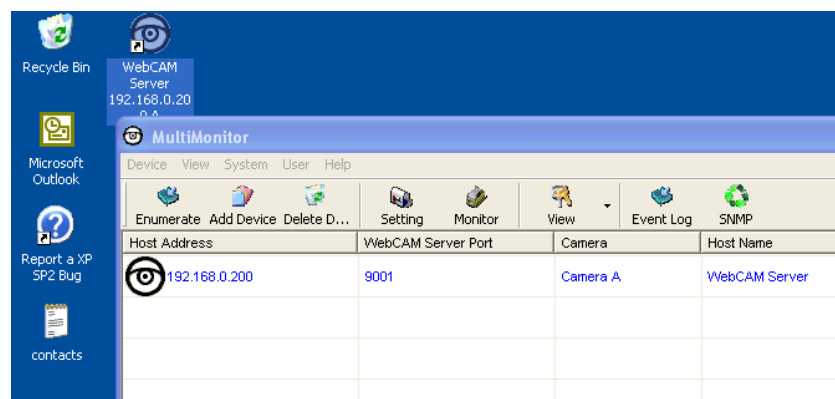 Recycle Bin
WebCAM
Server
192.168.0.20
Microsoft
Outlook
Report a XP
SP2 Bug
contacts
MultiMonitor
Device View System User Help
Enumerate Add Device Delete D... Setting Monitor View Event Log SNMP
Host Address WebCAM Server Port Camera Host Name
192.168.0.200 9001 Camera A WebCAM Server